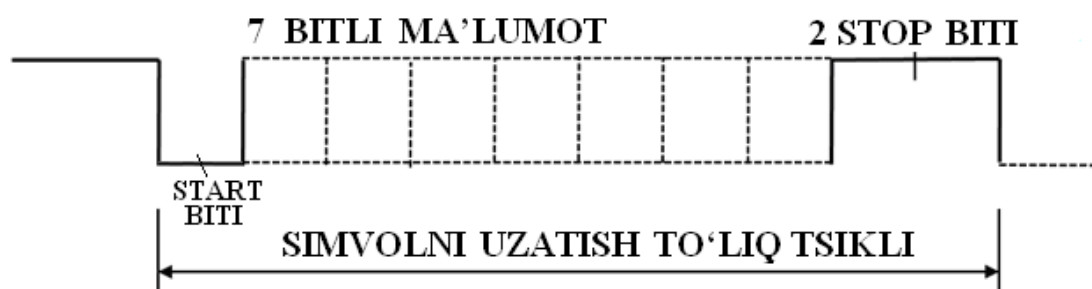 7 BITLI MA’LUMOT
2 STOP BITI
START
BITI
SIMVOLNI UZATISH TO‘LIQ TSIKLI